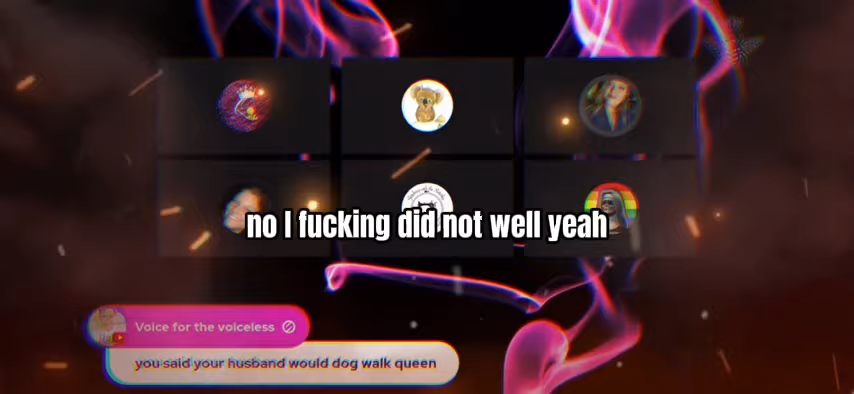 no I fucking did not well yeah
Voice for the voiceless
you said your husband would dog walk queen